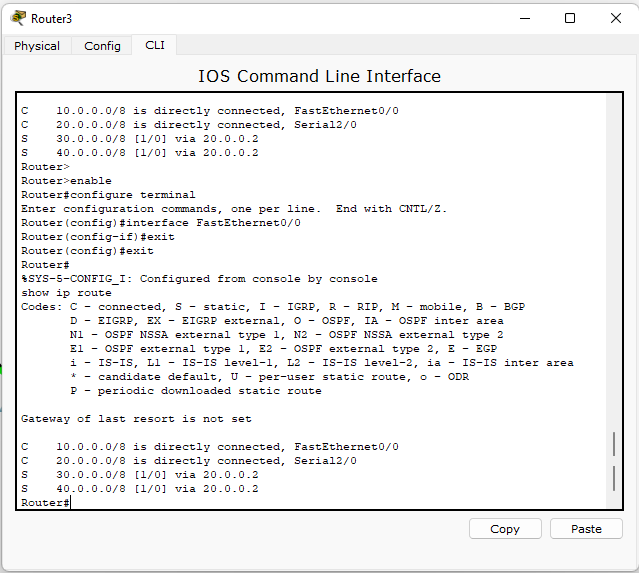 Router3
Physical Config CLI
IOS Command Line Interface
C    10.0.0.0/8 is directly connected, FastEthernet0/0
C    20.0.0.0/8 is directly connected, Serial2/0
S    30.0.0.0/8 [1/0] via 20.0.0.2
S    40.0.0.0/8 [1/0] via 20.0.0.2
Router>
Router>enable
Router#configure terminal
Enter configuration commands, one per line.  End with CNTL/Z.
Router(config)#interface FastEthernet0/0
Router(config-if)#exit
Router(config)#exit
Router#
%SYS-5-CONFIG_I: Configured from console by console
show ip route
Codes: C - connected, S - static, I - IGRP, R - RIP, M - mobile, B - BGP
       D - EIGRP, EX - EIGRP external, O - OSPF, IA - OSPF inter area
       N1 - OSPF NSSA external type 1, N2 - OSPF NSSA external type 2
       E1 - OSPF external type 1, E2 - OSPF external type 2, E - EGP
       i - IS-IS, L1 - IS-IS level-1, L2 - IS-IS level-2, ia - IS-IS inter area
       * - candidate default, U - per-user static route, o - ODR
       P - periodic downloaded static route
Gateway of last resort is not set
C    10.0.0.0/8 is directly connected, FastEthernet0/0
C    20.0.0.0/8 is directly connected, Serial2/0
S    30.0.0.0/8 [1/0] via 20.0.0.2
S    40.0.0.0/8 [1/0] via 20.0.0.2
Router#
Copy Paste